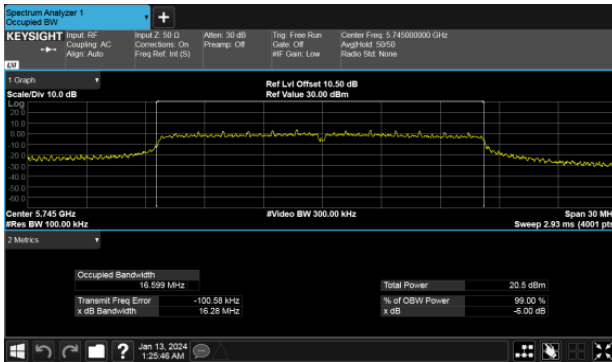 Spectrum Analyzer 1
Occupied BW
KEYSIGHT
Input: RF
Coupling: AC
Align: Auto
Input Z: 50 Ω
Corrections: On
Freq Ref: Int (S)
Atten: 30 dB
Preamp: Off
Trig: Free Run
Gate: Off
#IF Gain: Low
Center Freq: 5.745000000 GHz
Avg|Hold: 50/50
Radio Std: None
LXI
1 Graph
Scale/Div 10.0 dB
Ref Lvl Offset 10.50 dB
Ref Value 30.00 dBm
Log
20.0
10.0
0.00
-10.0
-20.0
-30.0
-40.0
-50.0
-60.0
Center 5.745 GHz
#Res BW 100.00 kHz
#Video BW 300.00 kHz
Span 30 MH
Sweep 2.93 ms (4001 pts
2 Metrics
Occupied Bandwidth
16.599 MHz
Total Power 20.5 dBm
Transmit Freq Error -100.58 kHz
x dB Bandwidth 16.28 MHz
% of OBW Power 99.00 %
x dB -6.00 dB
Jan 13, 2024
1:25:46 AM